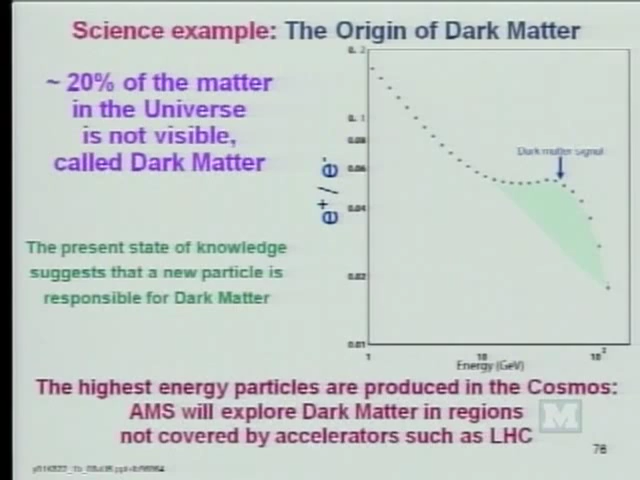 Science example: The Origin of Dark Matter
~ 20% of the matter
in the Universe
is not visible,
called Dark Matter
The present state of knowledge
suggests that a new particle is
responsible for Dark Matter
0.1
0.08
0.06
0.04
0.02
0.01
e+ / e-
Dark matter signal
1
10
10²
Energy (GeV)
The highest energy particles are produced in the Cosmos:
AMS will explore Dark Matter in regions
not covered by accelerators such as LHC
M
78